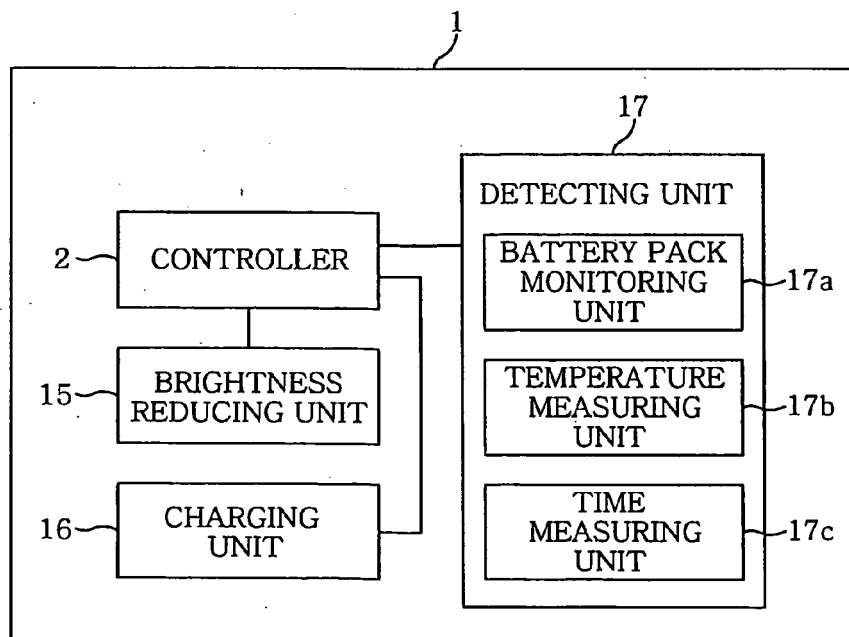 1
17
DETECTING UNIT
2
CONTROLLER
BATTERY PACK
MONITORING
UNIT
17a
15
BRIGHTNESS
REDUCING UNIT
TEMPERATURE
MEASURING
UNIT
17b
16
CHARGING
UNIT
TIME
MEASURING
UNIT
17c